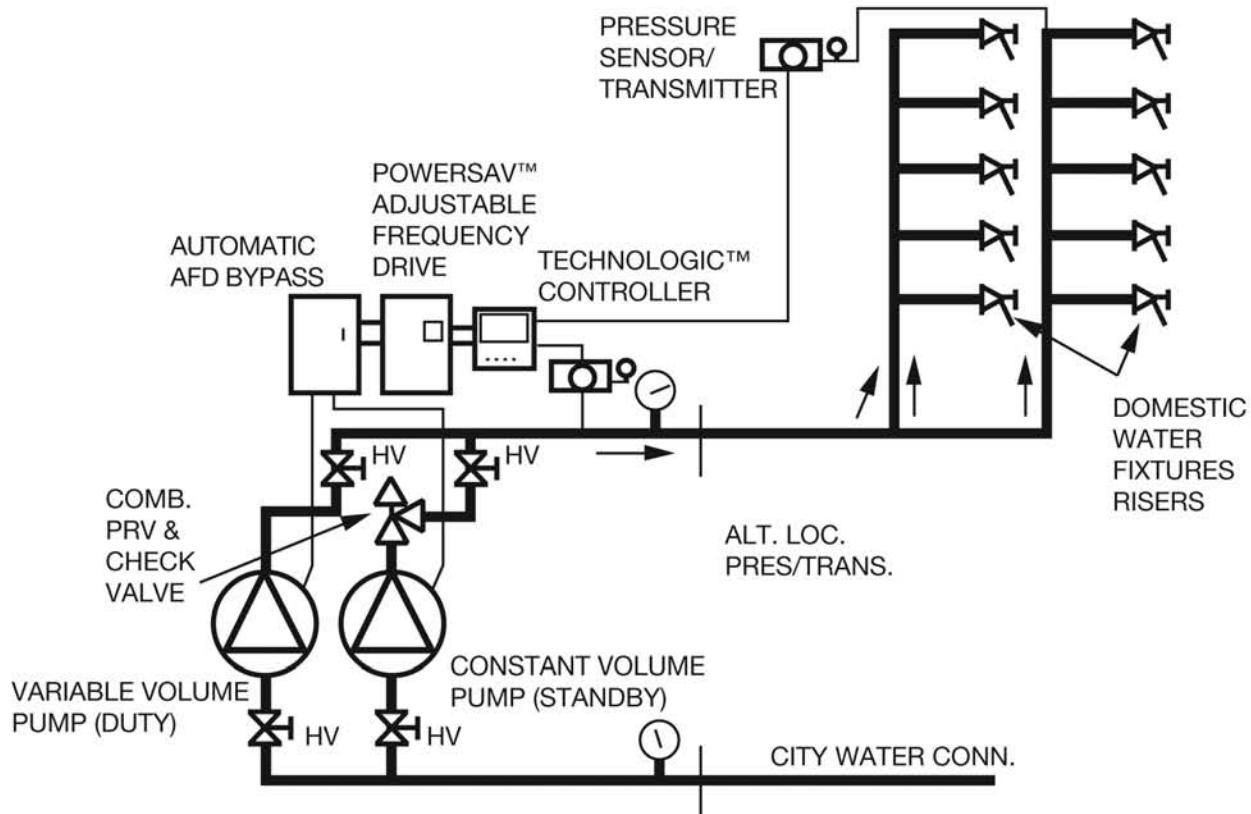 PRESSURE
SENSOR/
TRANSMITTER
POWERSAV™
ADJUSTABLE
FREQUENCY
DRIVE
AUTOMATIC
AFD BYPASS
TECHNOLOGIC™
CONTROLLER
DOMESTIC
WATER
FIXTURES
RISERS
HV
HV
COMB.
PRV &
CHECK
VALVE
ALT. LOC.
PRES/TRANS.
CONSTANT VOLUME
PUMP (STANDBY)
VARIABLE VOLUME
PUMP (DUTY)
HV
HV
CITY WATER CONN.